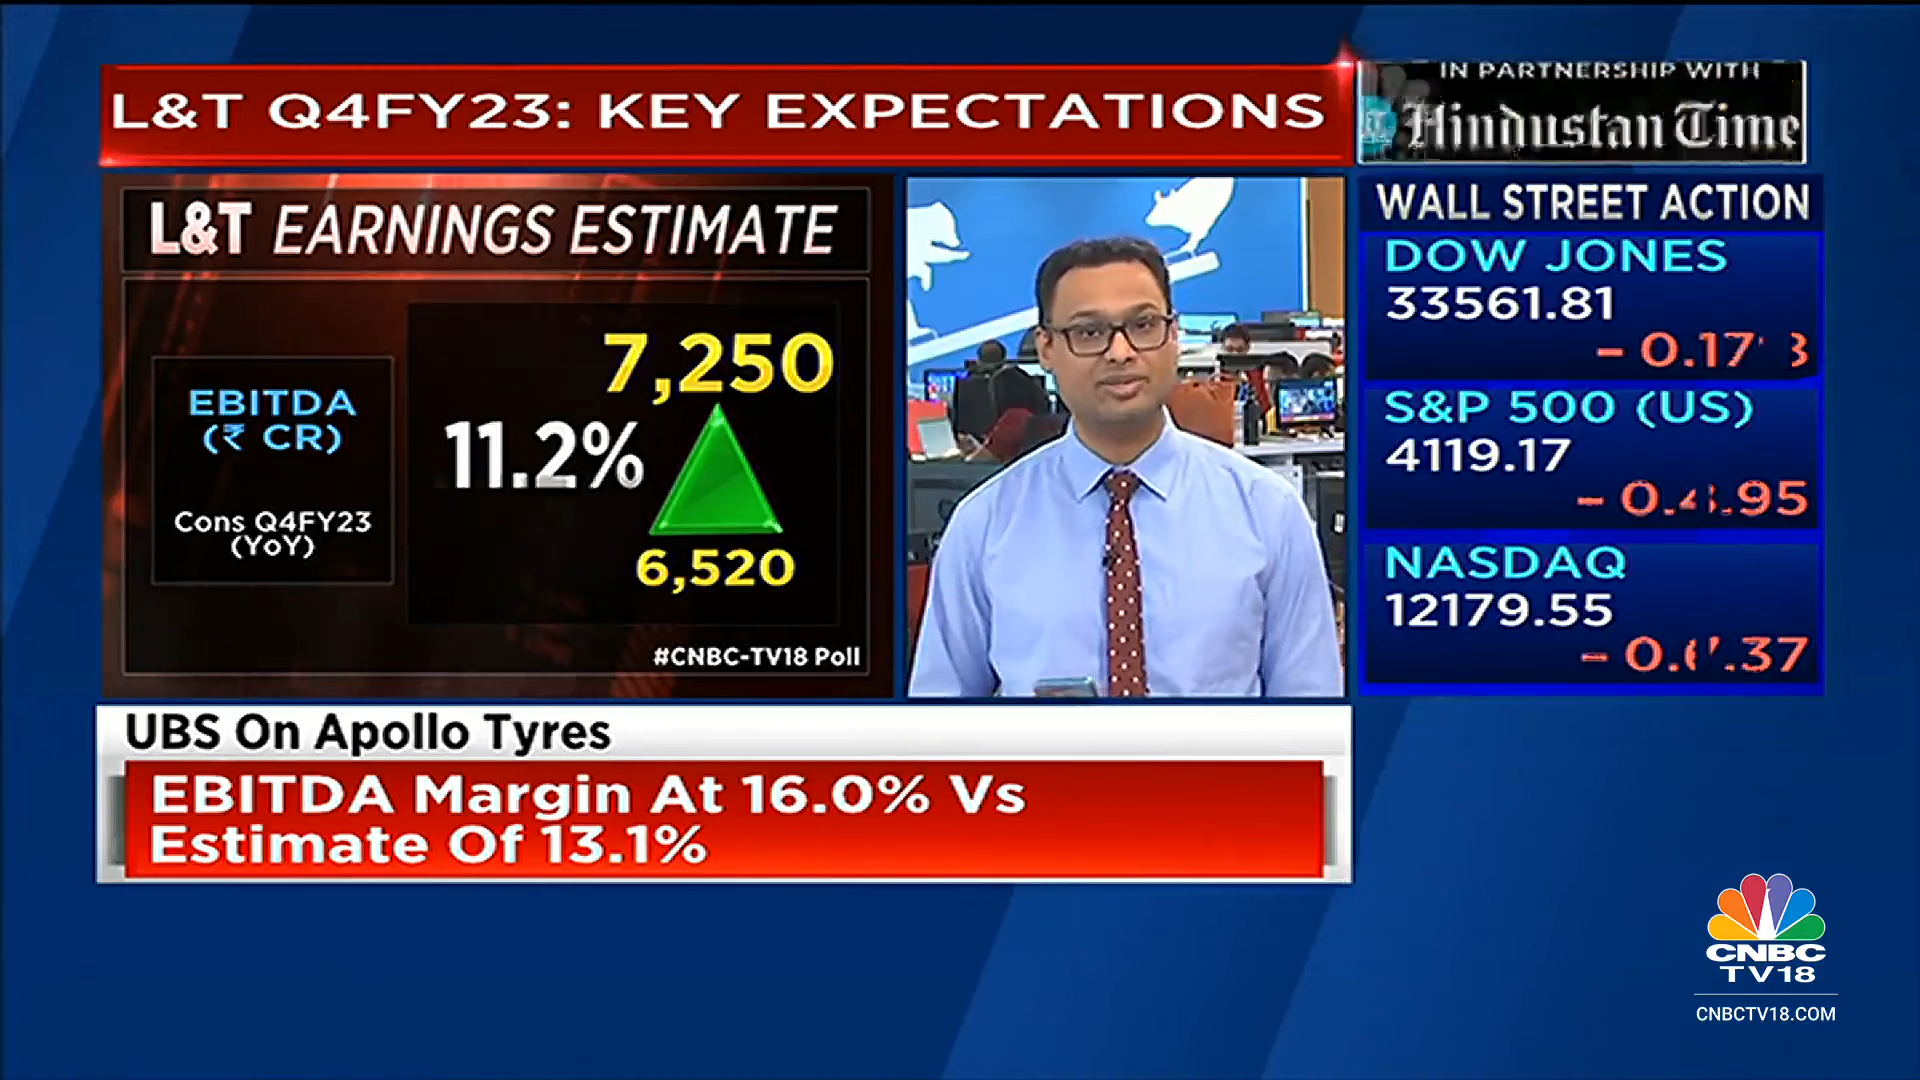 L&T Q4FY23: KEY EXPECTATIONS
IN PARTNERSHIP WITH
Hindustan Time
L&T EARNINGS ESTIMATE
EBITDA
(₹ CR)
Cons Q4FY23
(YoY)
7,250
11.2%
6,520
#CNBC-TV18 Poll
WALL STREET ACTION
DOW JONES
33561.81
S&P 500 (US)
4119.17
NASDAQ
12179.55
UBS On Apollo Tyres
EBITDA Margin At 16.0% Vs
Estimate Of 13.1%
CNBC
TV18
CNBCTV18.COM